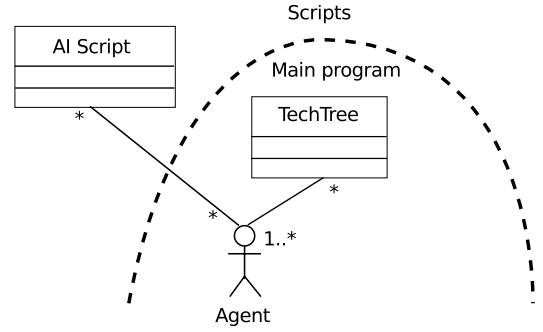 Scripts
AI Script
Main program
TechTree
*
*
*
1..*
Agent